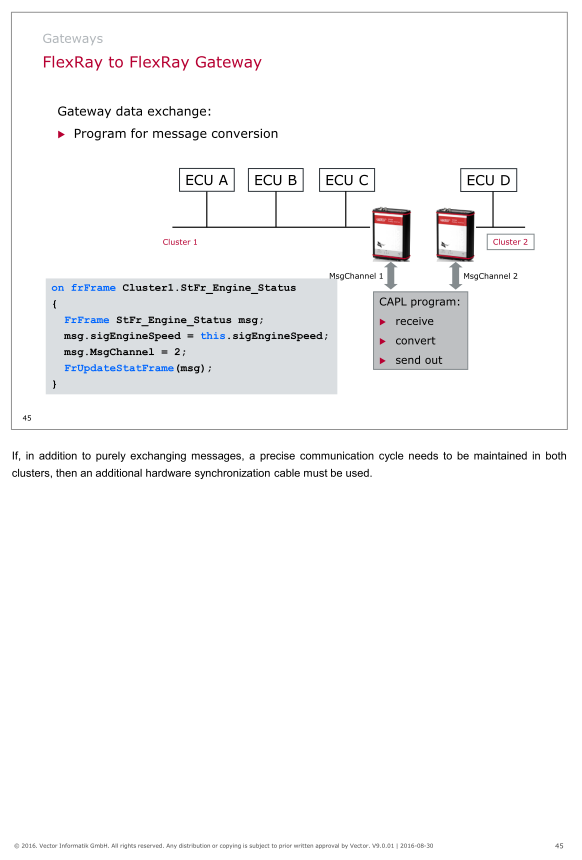 Gateways
FlexRay to FlexRay Gateway
Gateway data exchange:
▶ Program for message conversion
ECU A
ECU B
ECU C
ECU D
Cluster 1
Cluster 2
MsgChannel 1
MsgChannel 2
on frFrame Cluster1.StFr_Engine_Status
{
FrFrame StFr_Engine_Status msg;
msg.sigEngineSpeed = this.sigEngineSpeed;
msg.MsgChannel = 2;
FrUpdateStatFrame(msg);
}
CAPL program:
▶ receive
▶ convert
▶ send out
45
If, in addition to purely exchanging messages, a precise communication cycle needs to be maintained in both
clusters, then an additional hardware synchronization cable must be used.
© 2016. Vector Informatik GmbH. All rights reserved. Any distribution or copying is subject to prior written approval by Vector. V9.0.01 | 2016-08-30
45